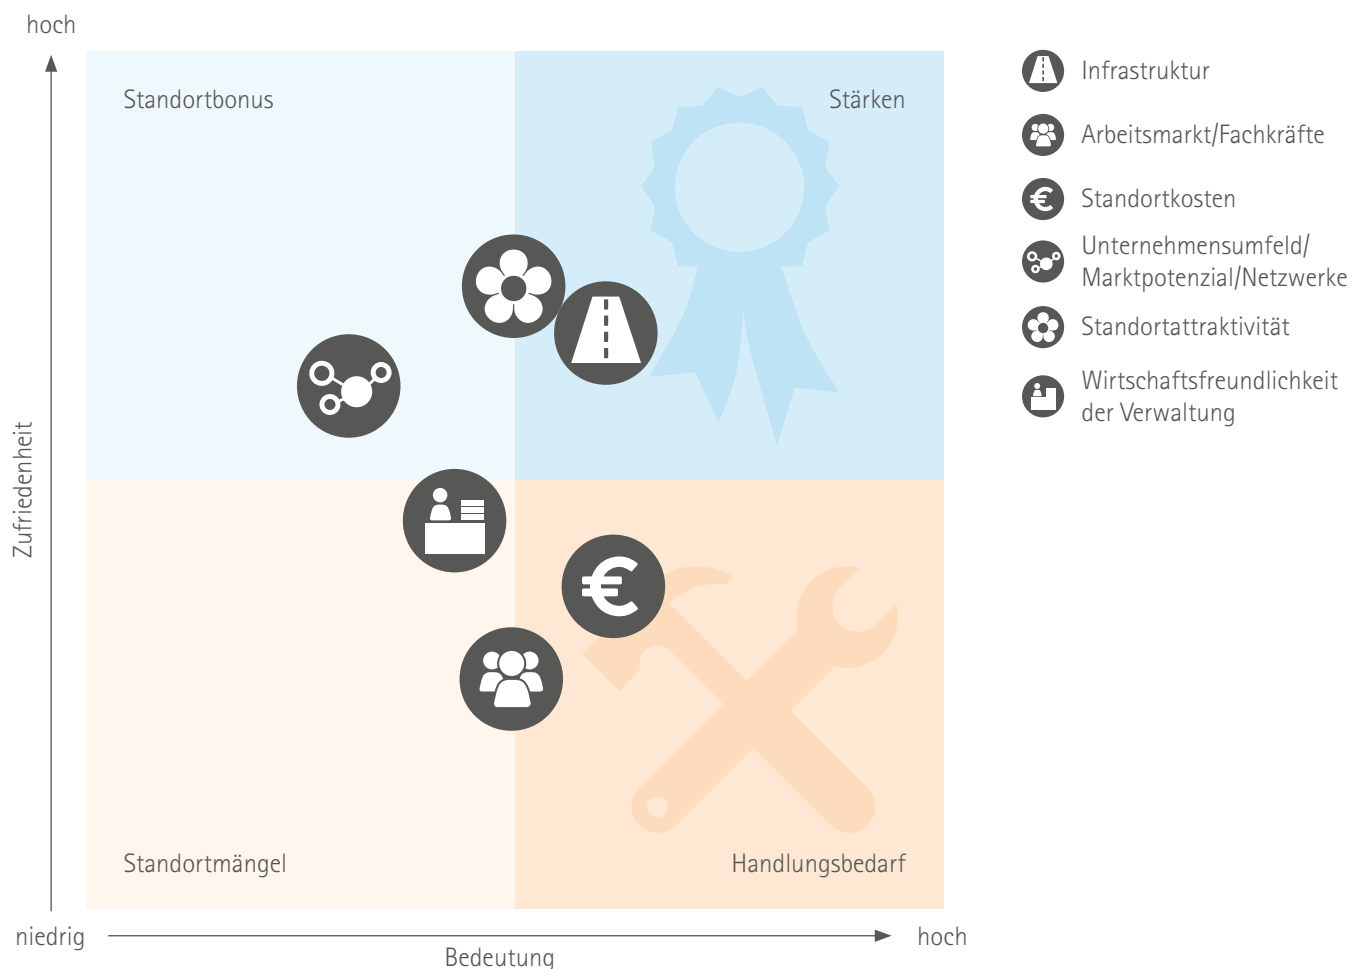 hoch
Standortbonus
Stärken
Zufriedenheit
Standortmängel
Handlungsbedarf
niedrig
hoch
Bedeutung
Infrastruktur
Arbeitsmarkt/Fachkräfte
Standortkosten
Unternehmensumfeld/
Marktpotenzial/Netzwerke
Standortattraktivität
Wirtschaftsfreundlichkeit
der Verwaltung